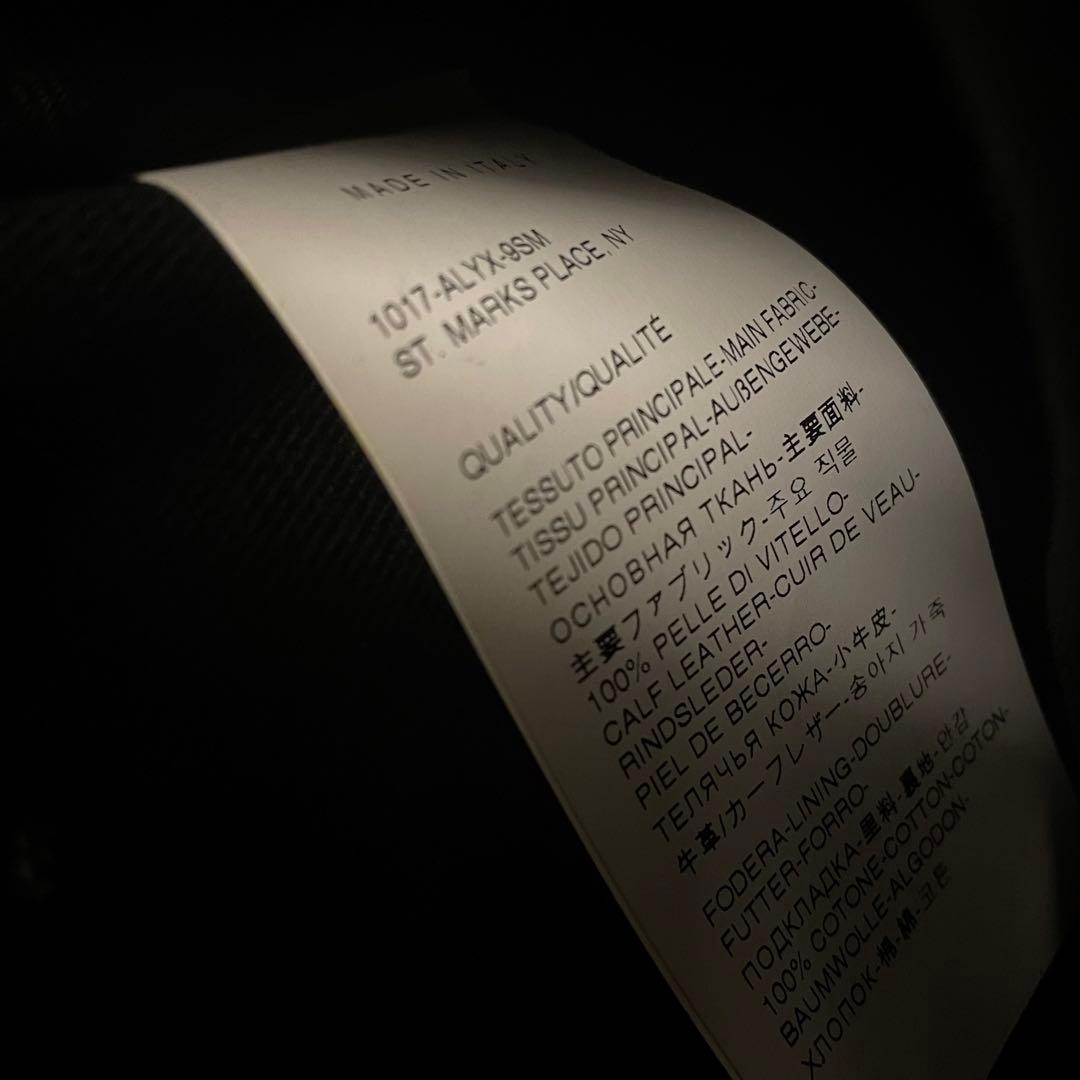 MADE IN ITALY
1017-ALYX-9SM
ST. MARKS PLACE, NY
QUALITY/QUALITÉ
TESSUTO PRINCIPALE-MAIN FABRIC-
TISSU PRINCIPAL-AUßENGEWEBE-
TEJIDO PRINCIPAL-
ОСНОВНАЯ ТКАНЬ-主要面料-
主要ファブリック-주요 직물
100% PELLE DI VITELLO-
CALF LEATHER-CUIR DE VEAU-
RINDSLEDER-
PIEL DE BECERRO-
ТЕЛЯЧЬЯ КОЖА-小牛皮-
牛革/カーフレザー-송아지 가죽
FODERA-LINING-DOUBLURE-
FUTTER-FORRO-
ПОДКЛАДКА-里料-裏地-안감
100% COTONE-COTTON-COTON-
BAUMWOLLE-ALGODON-
ХЛОПОК-棉-綿-코튼